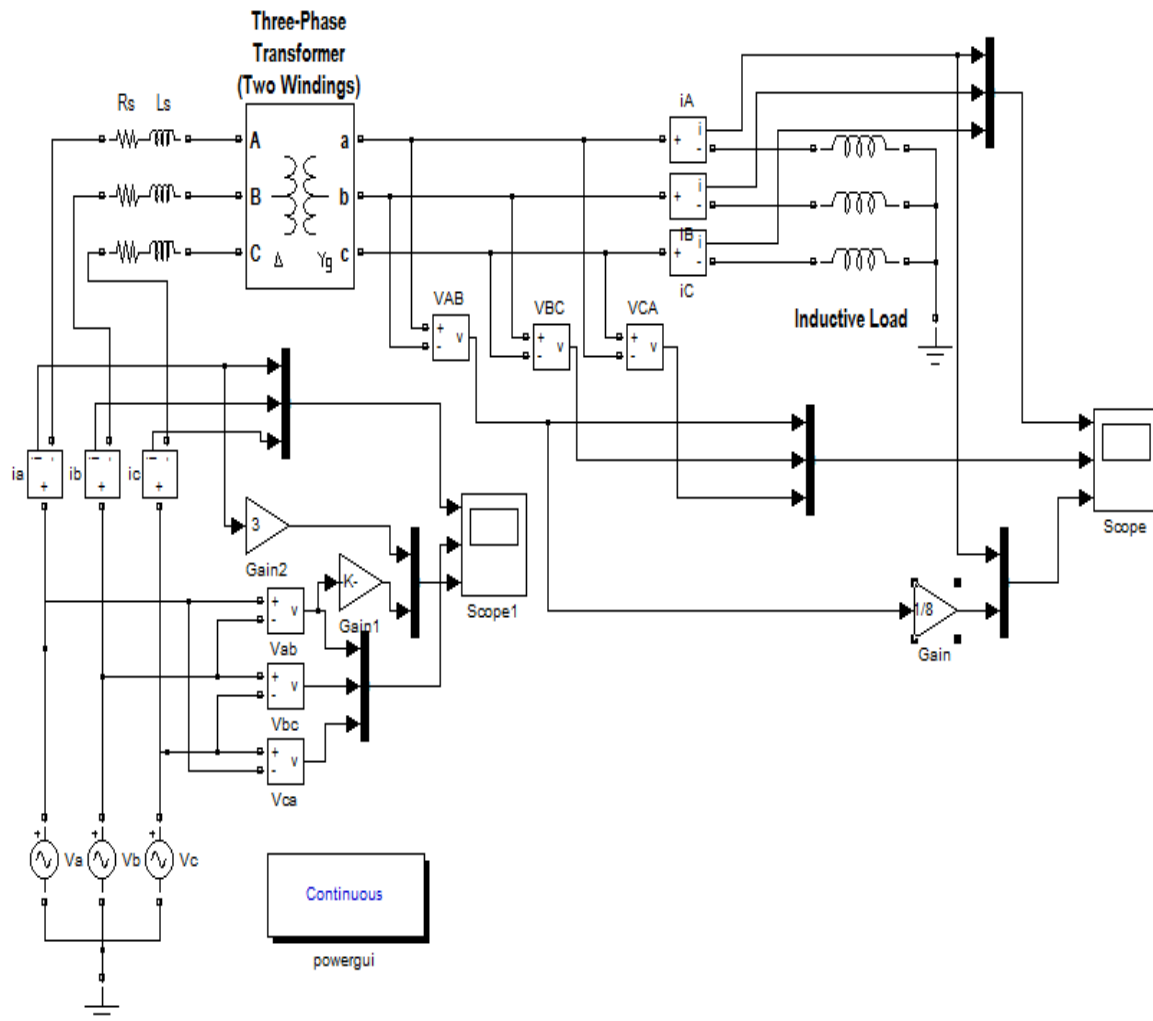 Three-Phase
Transformer
(Two Windings)
Rs Ls
A a
B b
C c
Δ Yg
iA
+ i -
+ i -
iB
+ i -
iC
VAB
+ - v
VBC
+ - v
VCA
+ - v
Inductive Load
ia
ib
ic
3
Gain2
K-
Gain1
Scope1
Scope
1/8
Gain
+ - v
Vab
+ - v
Vbc
+ - v
Vca
+ Va
+ Vb
+ Vc
Continuous
powergui